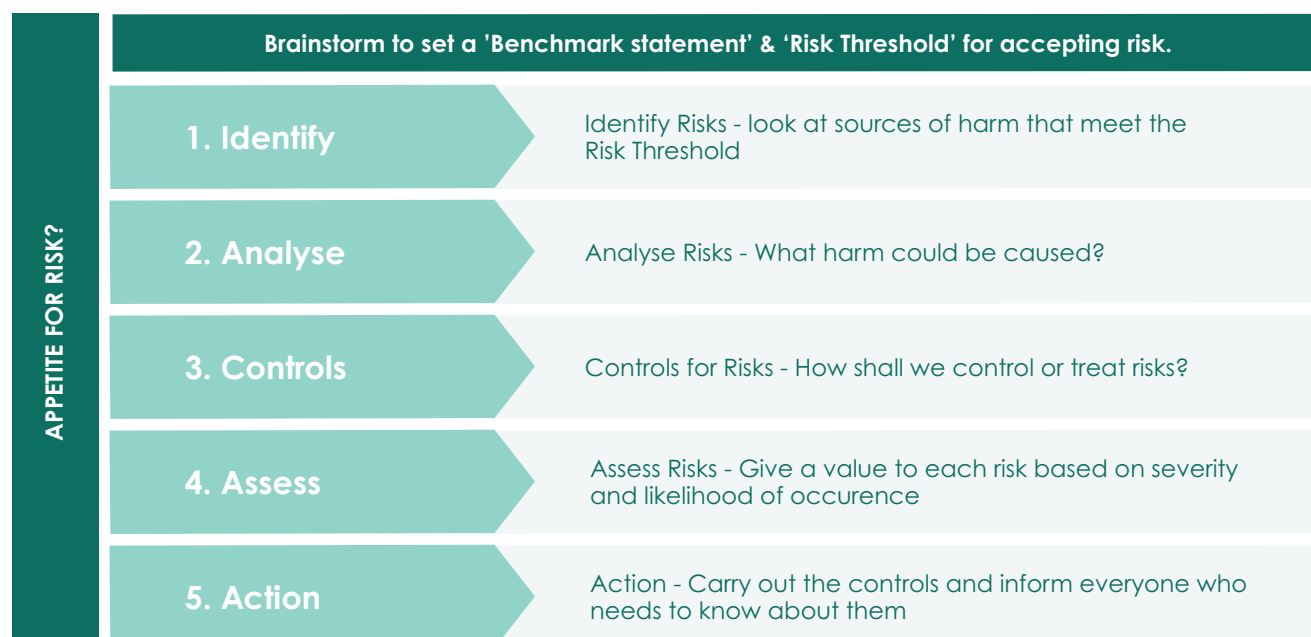 Brainstorm to set a ’Benchmark statement’ & ‘Risk Threshold’ for accepting risk.
APPETITE FOR RISK?
1. Identify
Identify Risks - look at sources of harm that meet the
Risk Threshold
2. Analyse
Analyse Risks - What harm could be caused?
3. Controls
Controls for Risks - How shall we control or treat risks?
4. Assess
Assess Risks - Give a value to each risk based on severity
and likelihood of occurence
5. Action
Action - Carry out the controls and inform everyone who
needs to know about them